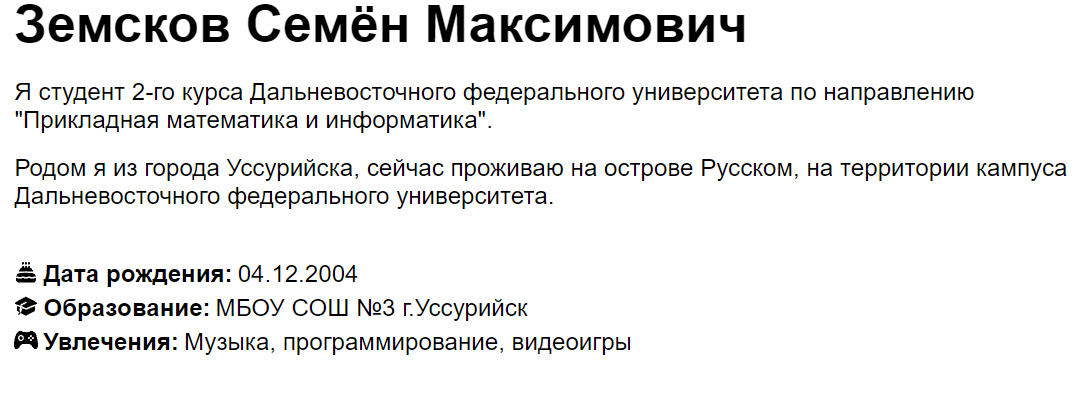 Земсков Семён Максимович
Я студент 2-го курса Дальневосточного федерального университета по направлению
"Прикладная математика и информатика".
Родом я из города Уссурийска, сейчас проживаю на острове Русском, на территории кампуса
Дальневосточного федерального университета.
Дата рождения: 04.12.2004
Образование: МБОУ СОШ №3 г.Уссурийск
Увлечения: Музыка, программирование, видеоигры